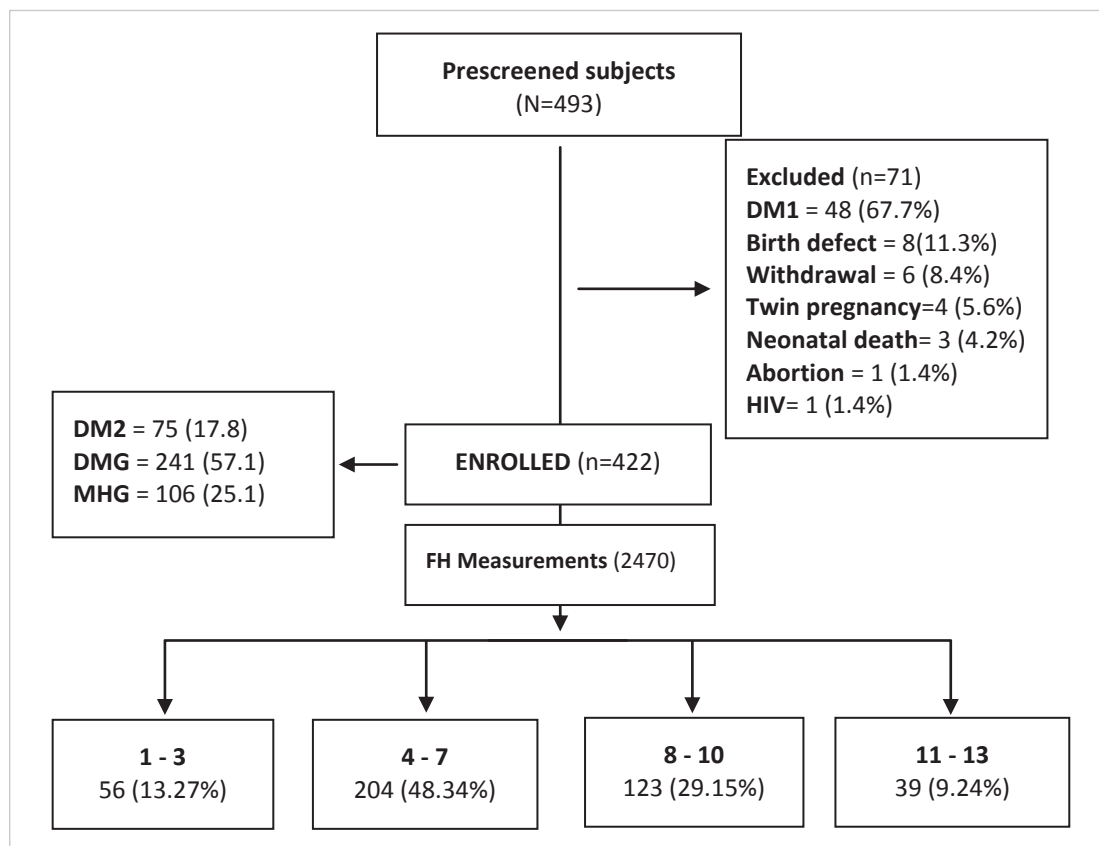 Prescreened subjects
(N=493)
Excluded (n=71)
DM1 = 48 (67.7%)
Birth defect = 8(11.3%)
Withdrawal = 6 (8.4%)
Twin pregnancy=4 (5.6%)
Neonatal death= 3 (4.2%)
Abortion = 1 (1.4%)
HIV= 1 (1.4%)
DM2 = 75 (17.8)
DMG = 241 (57.1)
MHG = 106 (25.1)
ENROLLED (n=422)
FH Measurements (2470)
1 - 3
56 (13.27%)
4 - 7
204 (48.34%)
8 - 10
123 (29.15%)
11 - 13
39 (9.24%)